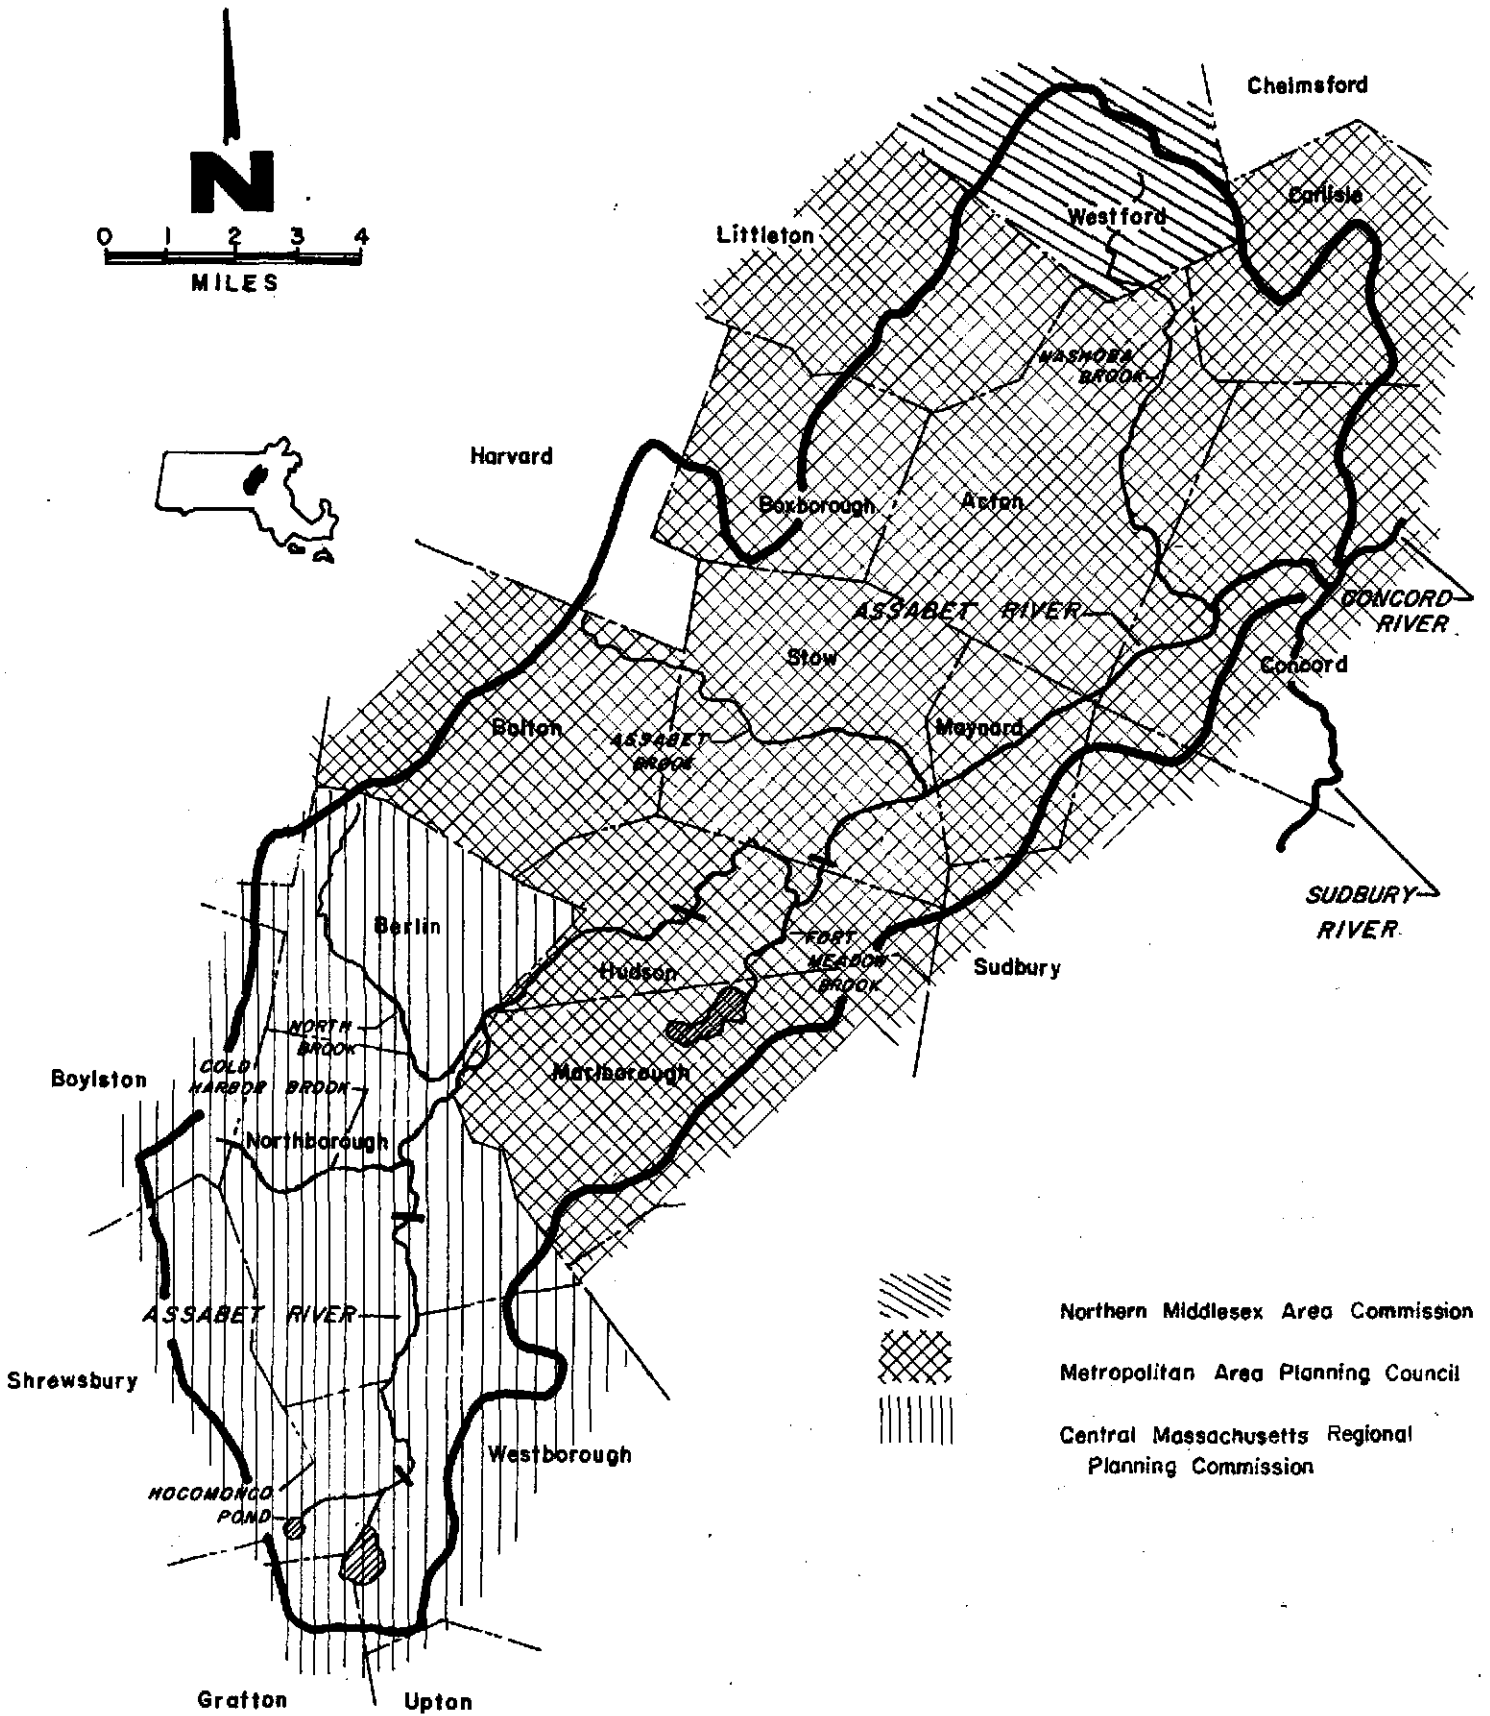 Chelmsford
N
0 1 2 3 4
MILES
Carlisle
Westford
Littleton
NASHOBA
BROOK
Harvard
Boxborough
Acton
ASSABET RIVER
CONCORD
RIVER
Stow
Concord
Bolton
Maynard
ASSABET
BROOK
SUDBURY
RIVER
Berlin
FORT
MEADOW
BROOK
Hudson
Sudbury
NORTH
BROOK
COLD
HARBOR BROOK
Boylston
Marlborough
Northborough
ASSABET RIVER
Northern Middlesex Area Commission
Shrewsbury
Metropolitan Area Planning Council
Central Massachusetts Regional
Planning Commission
Westborough
HOCOMONCO
POND
Grafton
Upton